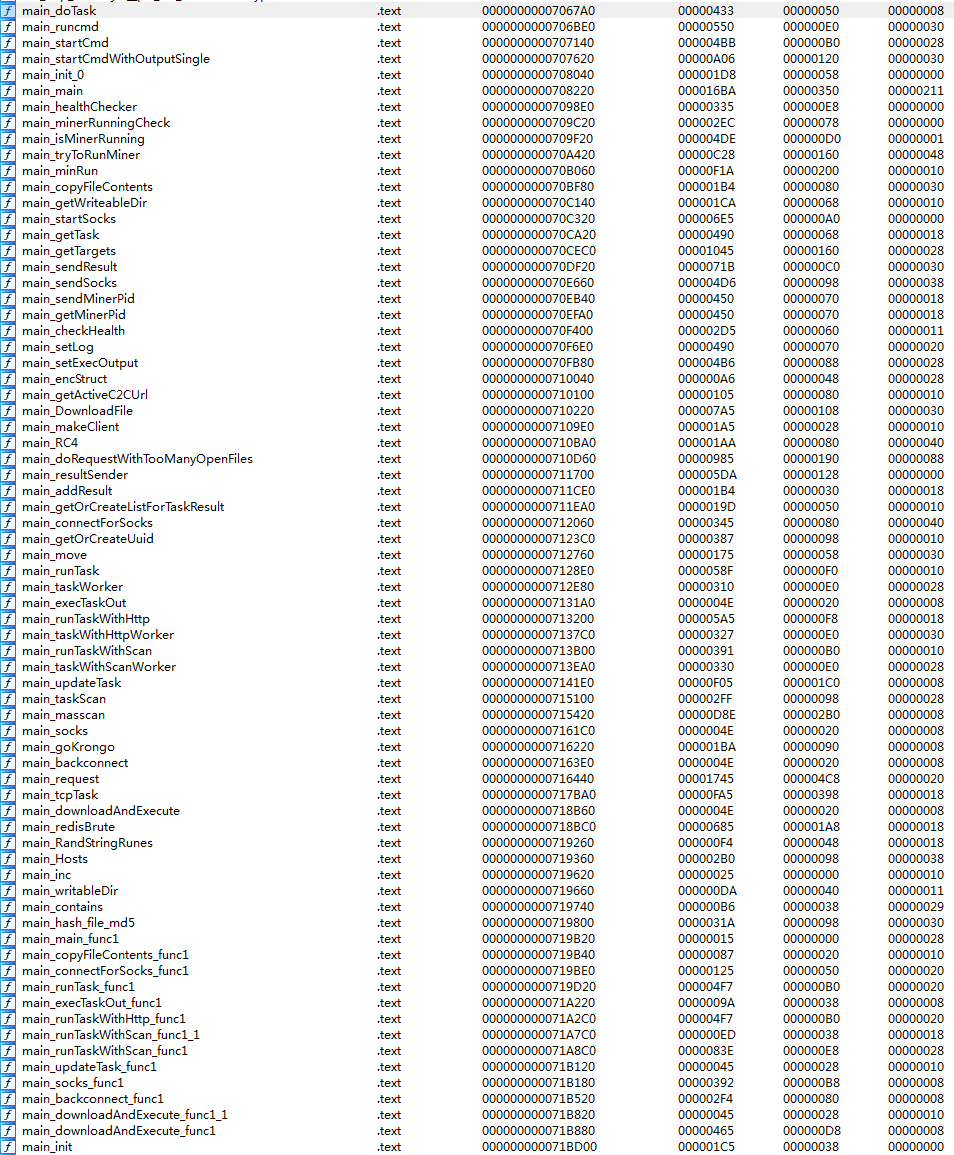 f main_doTask .text 00000000007067A0 00000433 00000050 00000008
f main_runcmd .text 0000000000706BE0 00000550 000000E0 00000030
f main_startCmd .text 0000000000707140 000004BB 000000B0 00000028
f main_startCmdWithOutputSingle .text 0000000000707620 00000A06 00000120 00000030
f main_init_0 .text 0000000000708040 000001D8 00000058 00000000
f main_main .text 0000000000708220 000016BA 00000350 00000211
f main_healthChecker .text 00000000007098E0 00000335 000000E8 00000000
f main_minerRunningCheck .text 0000000000709C20 000002EC 00000078 00000000
f main_isMinerRunning .text 0000000000709F20 000004DE 000000D0 00000001
f main_tryToRunMiner .text 000000000070A420 00000C28 00000160 00000048
f main_minRun .text 000000000070B060 00000F1A 00000200 00000010
f main_copyFileContents .text 000000000070BF80 000001B4 00000080 00000030
f main_getWriteableDir .text 000000000070C140 000001CA 00000068 00000010
f main_startSocks .text 000000000070C320 000006E5 000000A0 00000000
f main_getTask .text 000000000070CA20 00000490 00000068 00000018
f main_getTargets .text 000000000070CEC0 00001045 00000160 00000028
f main_sendResult .text 000000000070DF20 0000071B 000000C0 00000030
f main_sendSocks .text 000000000070E660 000004D6 00000098 00000038
f main_sendMinerPid .text 000000000070EB40 00000450 00000070 00000018
f main_getMinerPid .text 000000000070EFA0 00000450 00000070 00000018
f main_checkHealth .text 000000000070F400 000002D5 00000060 00000011
f main_setLog .text 000000000070F6E0 00000490 00000070 00000020
f main_setExecOutput .text 000000000070FB80 000004B6 00000088 00000028
f main_encStruct .text 0000000000710040 000000A6 00000048 00000028
f main_getActiveC2CUrl .text 0000000000710100 00000105 00000080 00000010
f main_DownloadFile .text 0000000000710220 000007A5 00000108 00000030
f main_makeClient .text 00000000007109E0 000001A5 00000028 00000010
f main_RC4 .text 0000000000710BA0 000001AA 00000080 00000040
f main_doRequestWithTooManyOpenFiles .text 0000000000710D60 00000985 00000190 00000088
f main_resultSender .text 0000000000711700 000005DA 00000128 00000000
f main_addResult .text 0000000000711CE0 000001B4 00000030 00000018
f main_getOrCreateListForTaskResult .text 0000000000711EA0 0000019D 00000050 00000010
f main_connectForSocks .text 0000000000712060 00000345 00000080 00000040
f main_getOrCreateUuid .text 00000000007123C0 00000387 00000098 00000010
f main_move .text 0000000000712760 00000175 00000058 00000030
f main_runTask .text 00000000007128E0 0000058F 000000F0 00000010
f main_taskWorker .text 0000000000712E80 00000310 000000E0 00000028
f main_execTaskOut .text 00000000007131A0 0000004E 00000020 00000008
f main_runTaskWithHttp .text 0000000000713200 000005A5 000000F8 00000018
f main_taskWithHttpWorker .text 00000000007137C0 00000327 000000E0 00000030
f main_runTaskWithScan .text 0000000000713B00 00000391 000000B0 00000010
f main_taskWithScanWorker .text 0000000000713EA0 00000330 000000E0 00000028
f main_updateTask .text 00000000007141E0 00000F05 000001C0 00000008
f main_taskScan .text 0000000000715100 000002FF 00000098 00000028
f main_masscan .text 0000000000715420 00000D8E 000002B0 00000008
f main_socks .text 00000000007161C0 0000004E 00000020 00000008
f main_goKrongo .text 0000000000716220 000001BA 00000090 00000008
f main_backconnect .text 00000000007163E0 0000004E 00000020 00000008
f main_request .text 0000000000716440 00001745 000004C8 00000020
f main_tcpTask .text 0000000000717BA0 00000FA5 00000398 00000018
f main_downloadAndExecute .text 0000000000718B60 0000004E 00000020 00000008
f main_redisBrute .text 0000000000718BC0 00000685 000001A8 00000018
f main_RandStringRunes .text 0000000000719260 000000F4 00000048 00000018
f main_Hosts .text 0000000000719360 000002B0 00000098 00000038
f main_inc .text 0000000000719620 00000025 00000000 00000010
f main_writableDir .text 0000000000719660 000000DA 00000040 00000011
f main_contains .text 0000000000719740 000000B6 00000038 00000029
f main_hash_file_md5 .text 0000000000719800 0000031A 00000098 00000030
f main_main_func1 .text 0000000000719B20 00000015 00000000 00000028
f main_copyFileContents_func1 .text 0000000000719B40 00000087 00000020 00000010
f main_connectForSocks_func1 .text 0000000000719BE0 00000125 00000050 00000020
f main_runTask_func1 .text 0000000000719D20 000004F7 000000B0 00000020
f main_execTaskOut_func1 .text 000000000071A220 0000009A 00000038 00000008
f main_runTaskWithHttp_func1 .text 000000000071A2C0 000004F7 000000B0 00000020
f main_runTaskWithScan_func1_1 .text 000000000071A7C0 000000ED 00000038 00000018
f main_runTaskWithScan_func1 .text 000000000071A8C0 0000083E 000000E8 00000028
f main_updateTask_func1 .text 000000000071B120 00000045 00000028 00000010
f main_socks_func1 .text 000000000071B180 00000392 000000B8 00000008
f main_backconnect_func1 .text 000000000071B520 000002F4 00000080 00000008
f main_downloadAndExecute_func1_1 .text 000000000071B820 00000045 00000028 00000010
f main_downloadAndExecute_func1 .text 000000000071B880 00000465 000000D8 00000008
f main_init .text 000000000071BD00 000001C5 00000038 00000000